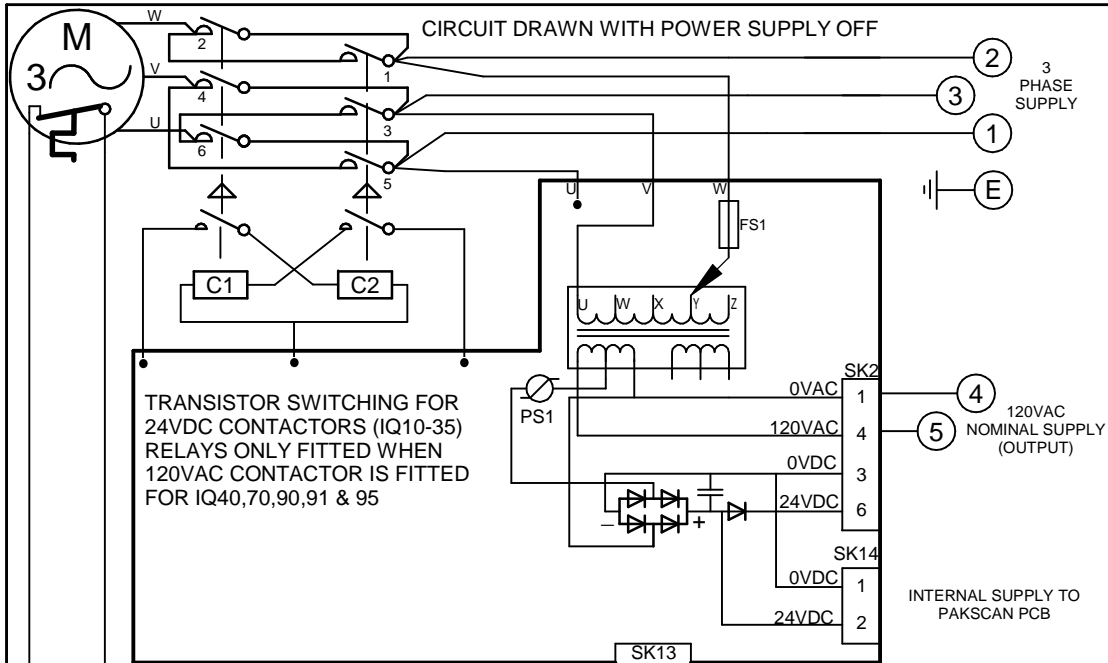 CIRCUIT DRAWN WITH POWER SUPPLY OFF
W
M
3
V
U
2
1
4
3
6
5
2
3
1
E
3
PHASE
SUPPLY
C1
C2
U
V
W
FS1
U
W
X
Y
Z
PS1
TRANSISTOR SWITCHING FOR
24VDC CONTACTORS (IQ10-35)
RELAYS ONLY FITTED WHEN
120VAC CONTACTOR IS FITTED
FOR IQ40,70,90,91 & 95
SK2
0VAC
1
120VAC
4
0VDC
3
24VDC
6
4
5
120VAC
NOMINAL SUPPLY
(OUTPUT)
–
+
SK14
0VDC
1
24VDC
2
INTERNAL SUPPLY TO
PAKSCAN PCB
SK13